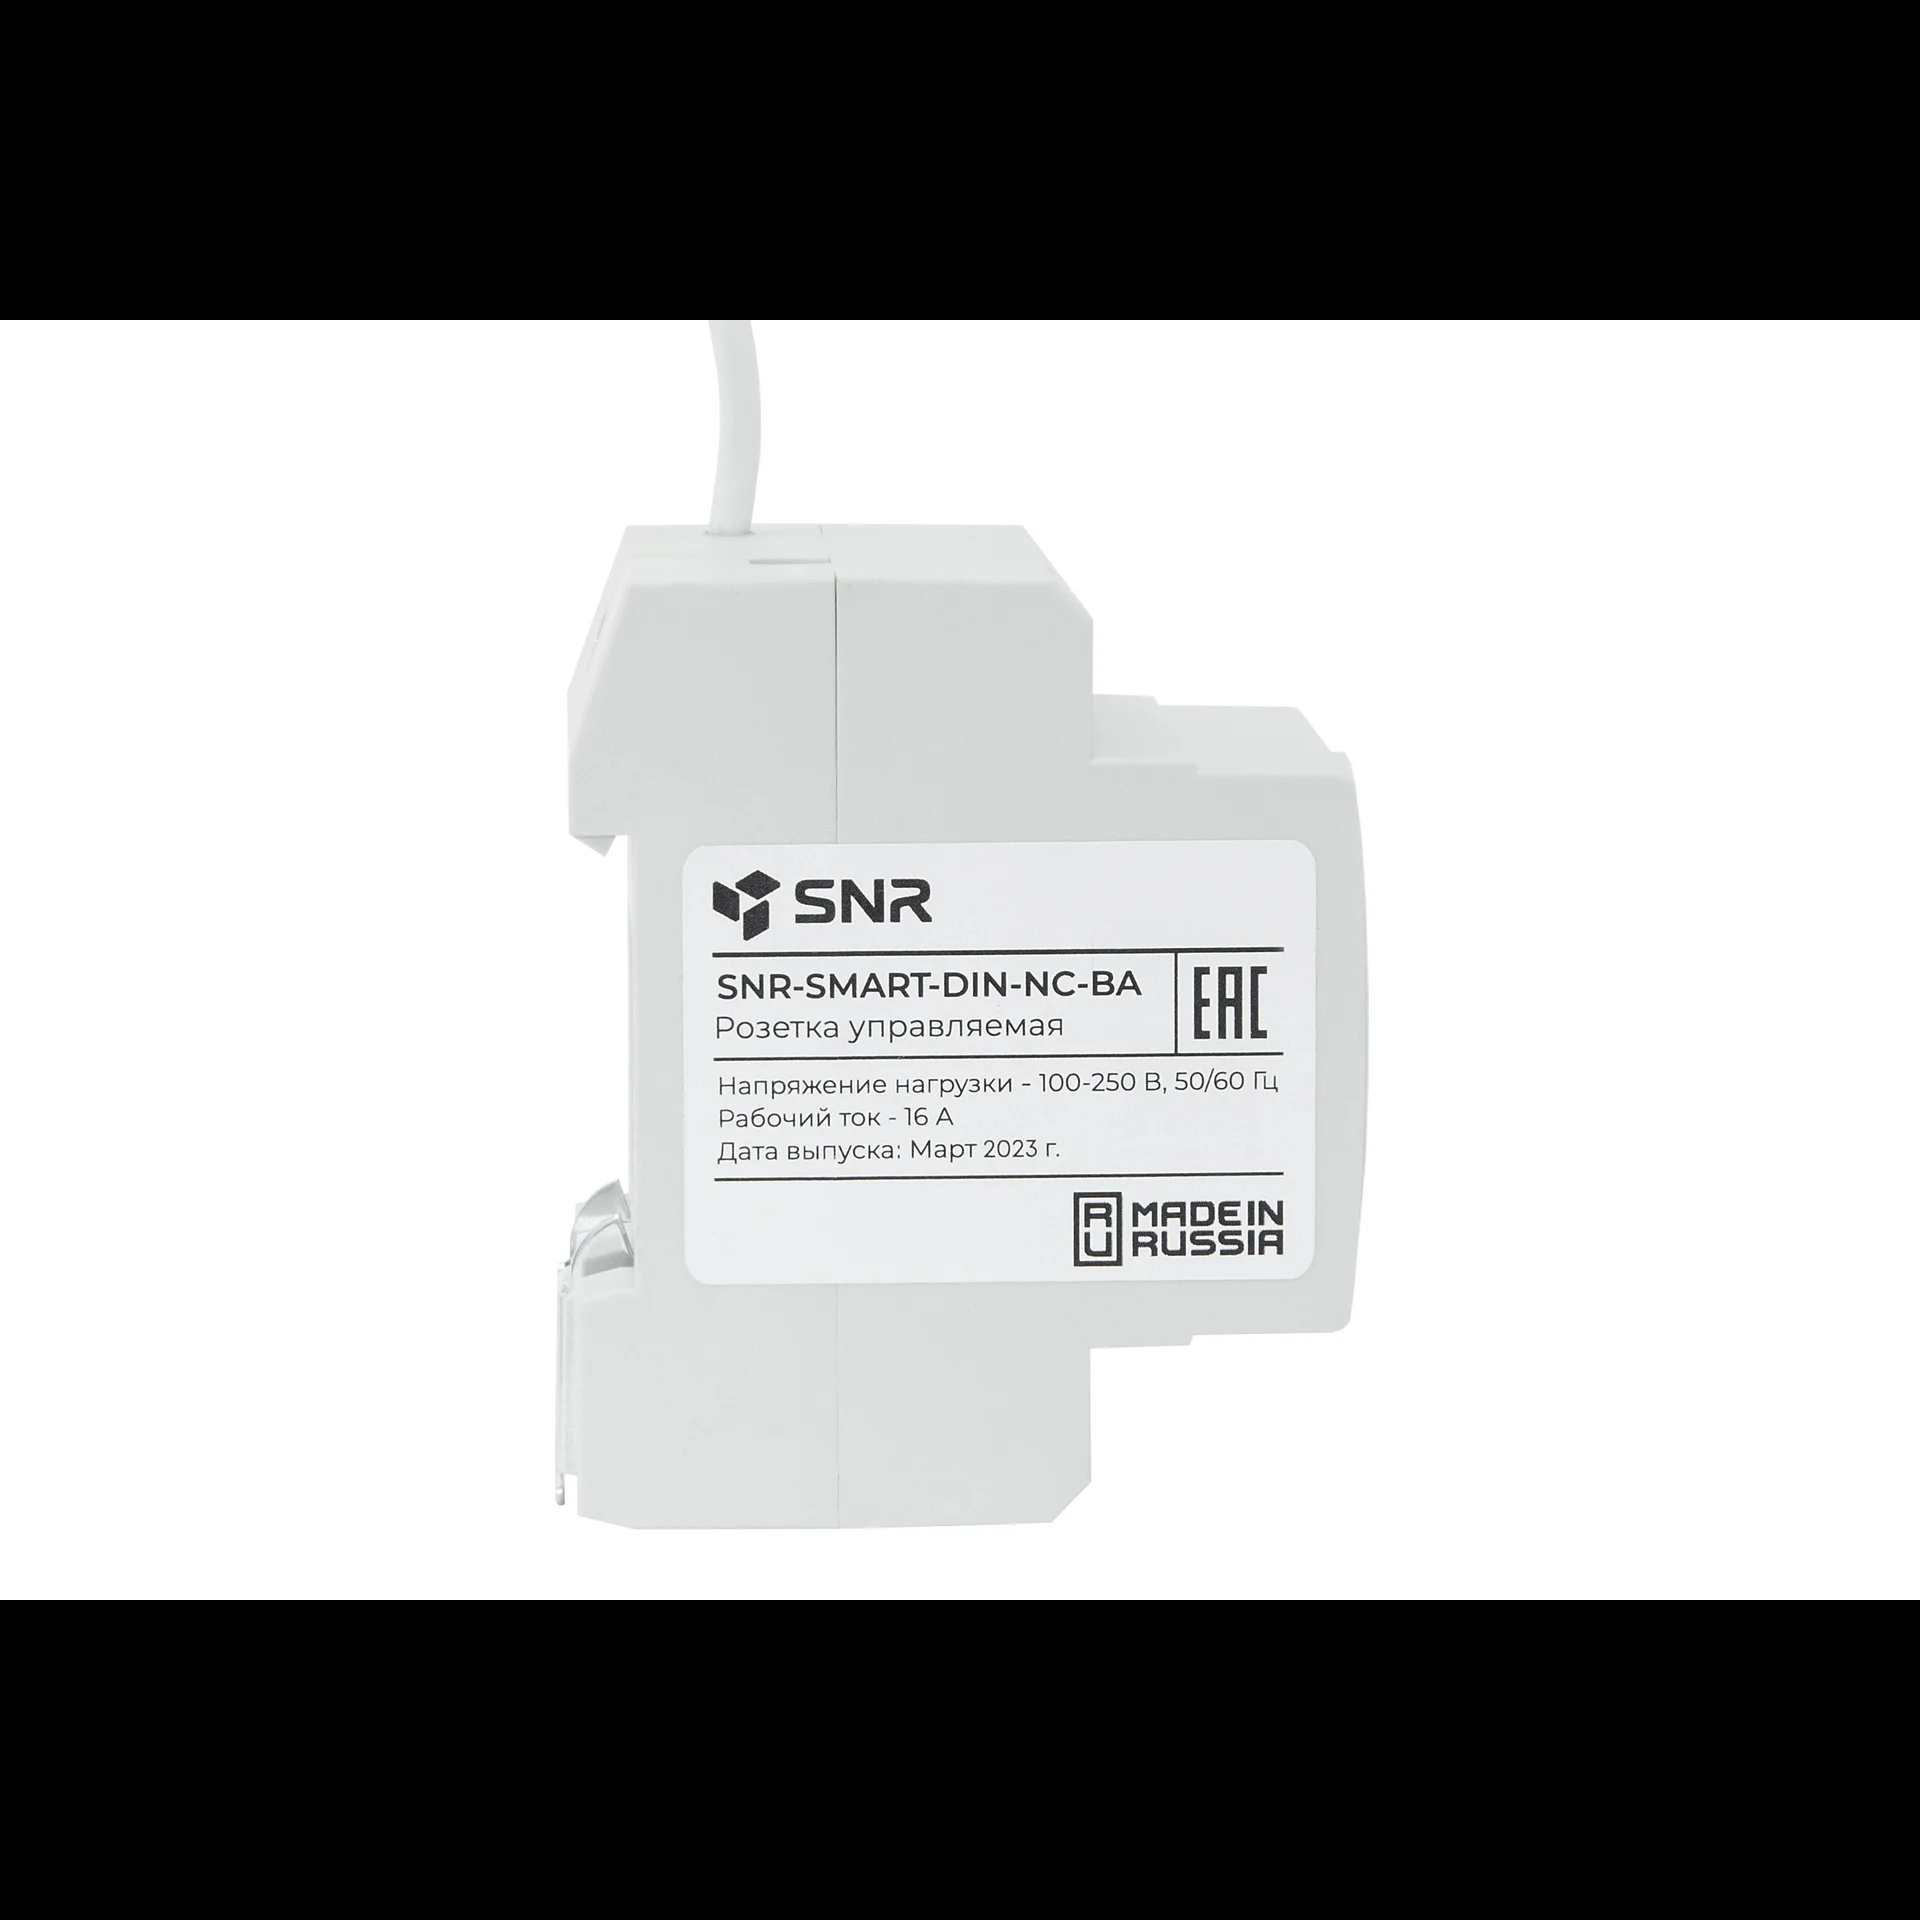 SNR
SNR-SMART-DIN-NC-BA
Розетка управляемая
EAC
Напряжение нагрузки - 100-250 В, 50/60 Гц
Рабочий ток - 16 А
Дата выпуска: Март 2023 г.
RU
MADE IN
RUSSIA